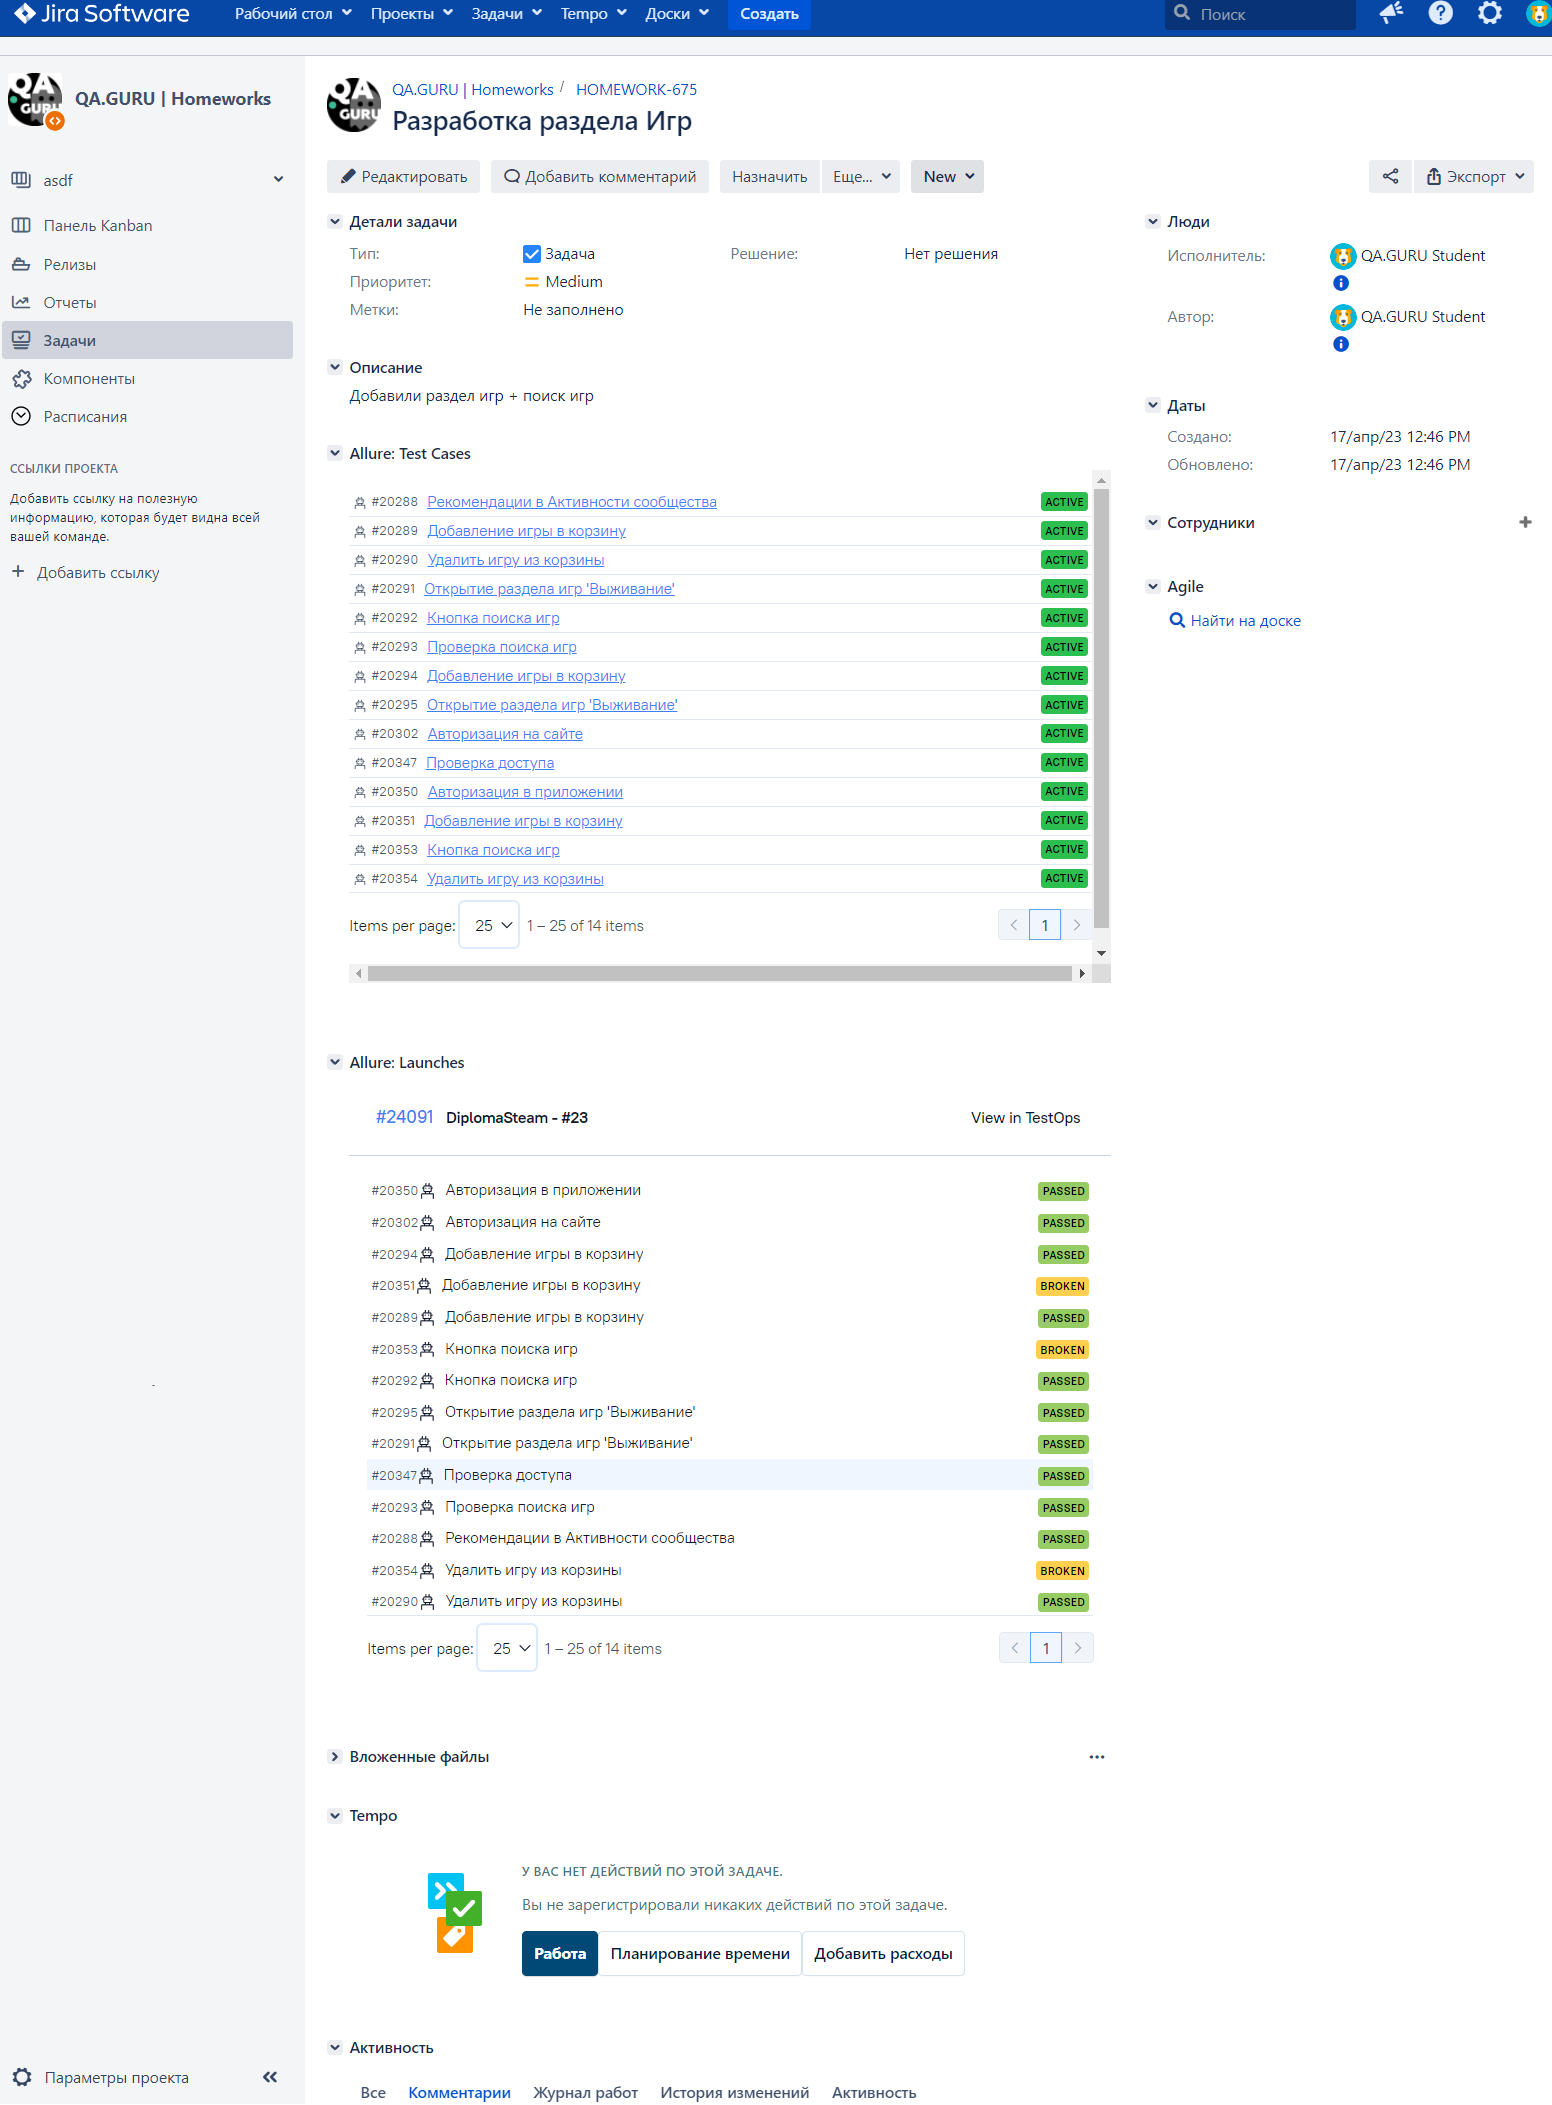 Jira Software Рабочий стол Проекты Задачи Tempo Доски Создать Поиск
QA.GURU | Homeworks
asdf
Панель Kanban
Релизы
Отчеты
Задачи
Компоненты
Расписания
ССЫЛКИ ПРОЕКТА
Добавить ссылку на полезную
информацию, которая будет видна всей
вашей команде.
Добавить ссылку
Параметры проекта
QA GURU
QA.GURU | Homeworks / HOMEWORK-675
Разработка раздела Игр
Редактировать Добавить комментарий Назначить Еще... New Экспорт
Детали задачи
Тип: Задача Решение: Нет решения
Приоритет: Medium
Метки: Не заполнено
Описание
Добавили раздел игр + поиск игр
Allure: Test Cases
#20288 Рекомендации в Активности сообщества ACTIVE
#20289 Добавление игры в корзину ACTIVE
#20290 Удалить игру из корзины ACTIVE
#20291 Открытие раздела игр 'Выживание' ACTIVE
#20292 Кнопка поиска игр ACTIVE
#20293 Проверка поиска игр ACTIVE
#20294 Добавление игры в корзину ACTIVE
#20295 Открытие раздела игр 'Выживание' ACTIVE
#20302 Авторизация на сайте ACTIVE
#20347 Проверка доступа ACTIVE
#20350 Авторизация в приложении ACTIVE
#20351 Добавление игры в корзину ACTIVE
#20353 Кнопка поиска игр ACTIVE
#20354 Удалить игру из корзины ACTIVE
Items per page: 25 1 – 25 of 14 items 1
Allure: Launches
#24091 DiplomaSteam - #23 View in TestOps
#20350 Авторизация в приложении PASSED
#20302 Авторизация на сайте PASSED
#20294 Добавление игры в корзину PASSED
#20351 Добавление игры в корзину BROKEN
#20289 Добавление игры в корзину PASSED
#20353 Кнопка поиска игр BROKEN
#20292 Кнопка поиска игр PASSED
#20295 Открытие раздела игр 'Выживание' PASSED
#20291 Открытие раздела игр 'Выживание' PASSED
#20347 Проверка доступа PASSED
#20293 Проверка поиска игр PASSED
#20288 Рекомендации в Активности сообщества PASSED
#20354 Удалить игру из корзины BROKEN
#20290 Удалить игру из корзины PASSED
Items per page: 25 1 – 25 of 14 items 1
Вложенные файлы
Tempo
У ВАС НЕТ ДЕЙСТВИЙ ПО ЭТОЙ ЗАДАЧЕ.
Вы не зарегистрировали никаких действий по этой задаче.
Работа Планирование времени Добавить расходы
Активность
Все Комментарии Журнал работ История изменений Активность
Люди
Исполнитель: QA.GURU Student
Автор: QA.GURU Student
Даты
Создано: 17/апр/23 12:46 PM
Обновлено: 17/апр/23 12:46 PM
Сотрудники
Agile
Найти на доске